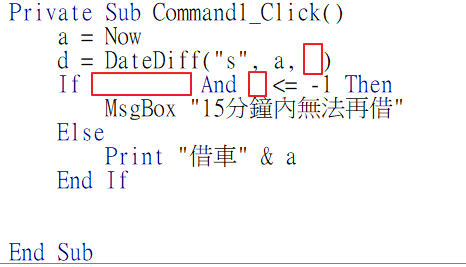 Private Sub Command1_Click()
a = Now
d = DateDiff("s", a, )
If And <= -1 Then
MsgBox "15分鐘內無法再借"
Else
Print "借車" & a
End If
End Sub